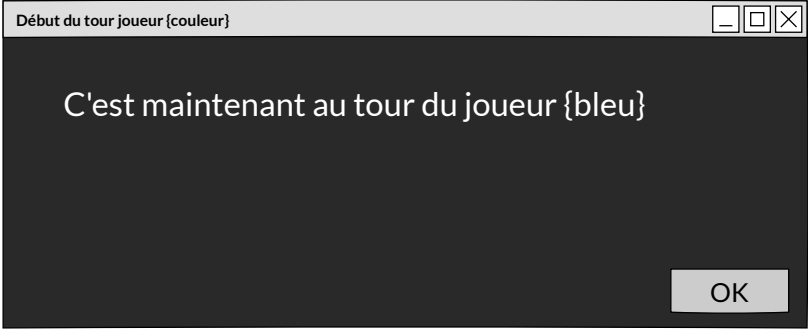 Début du tour joueur {couleur}
C'est maintenant au tour du joueur {bleu}
OK